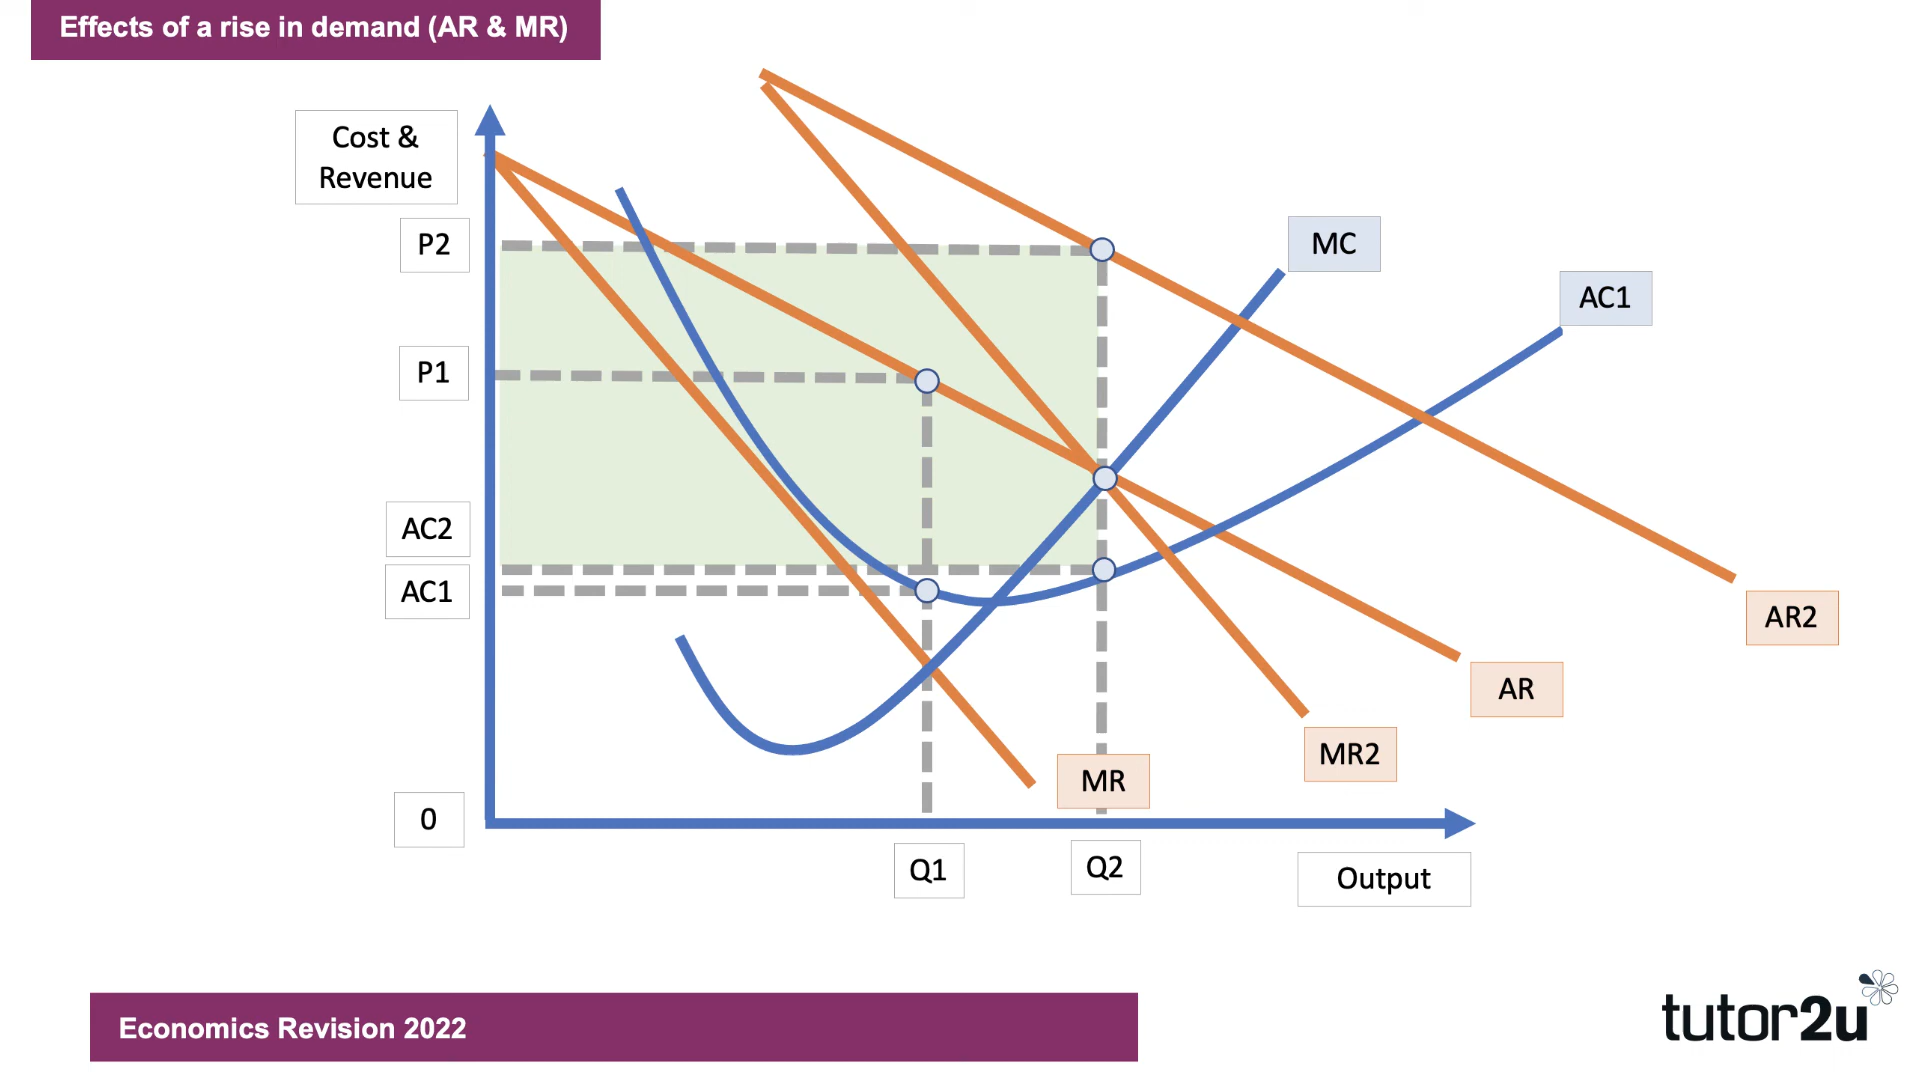 Effects of a rise in demand (AR & MR)
Cost &
Revenue
P2
P1
AC2
AC1
0
MC
AC1
AR2
AR
MR2
MR
Q1
Q2
Output
Economics Revision 2022
tutor2u